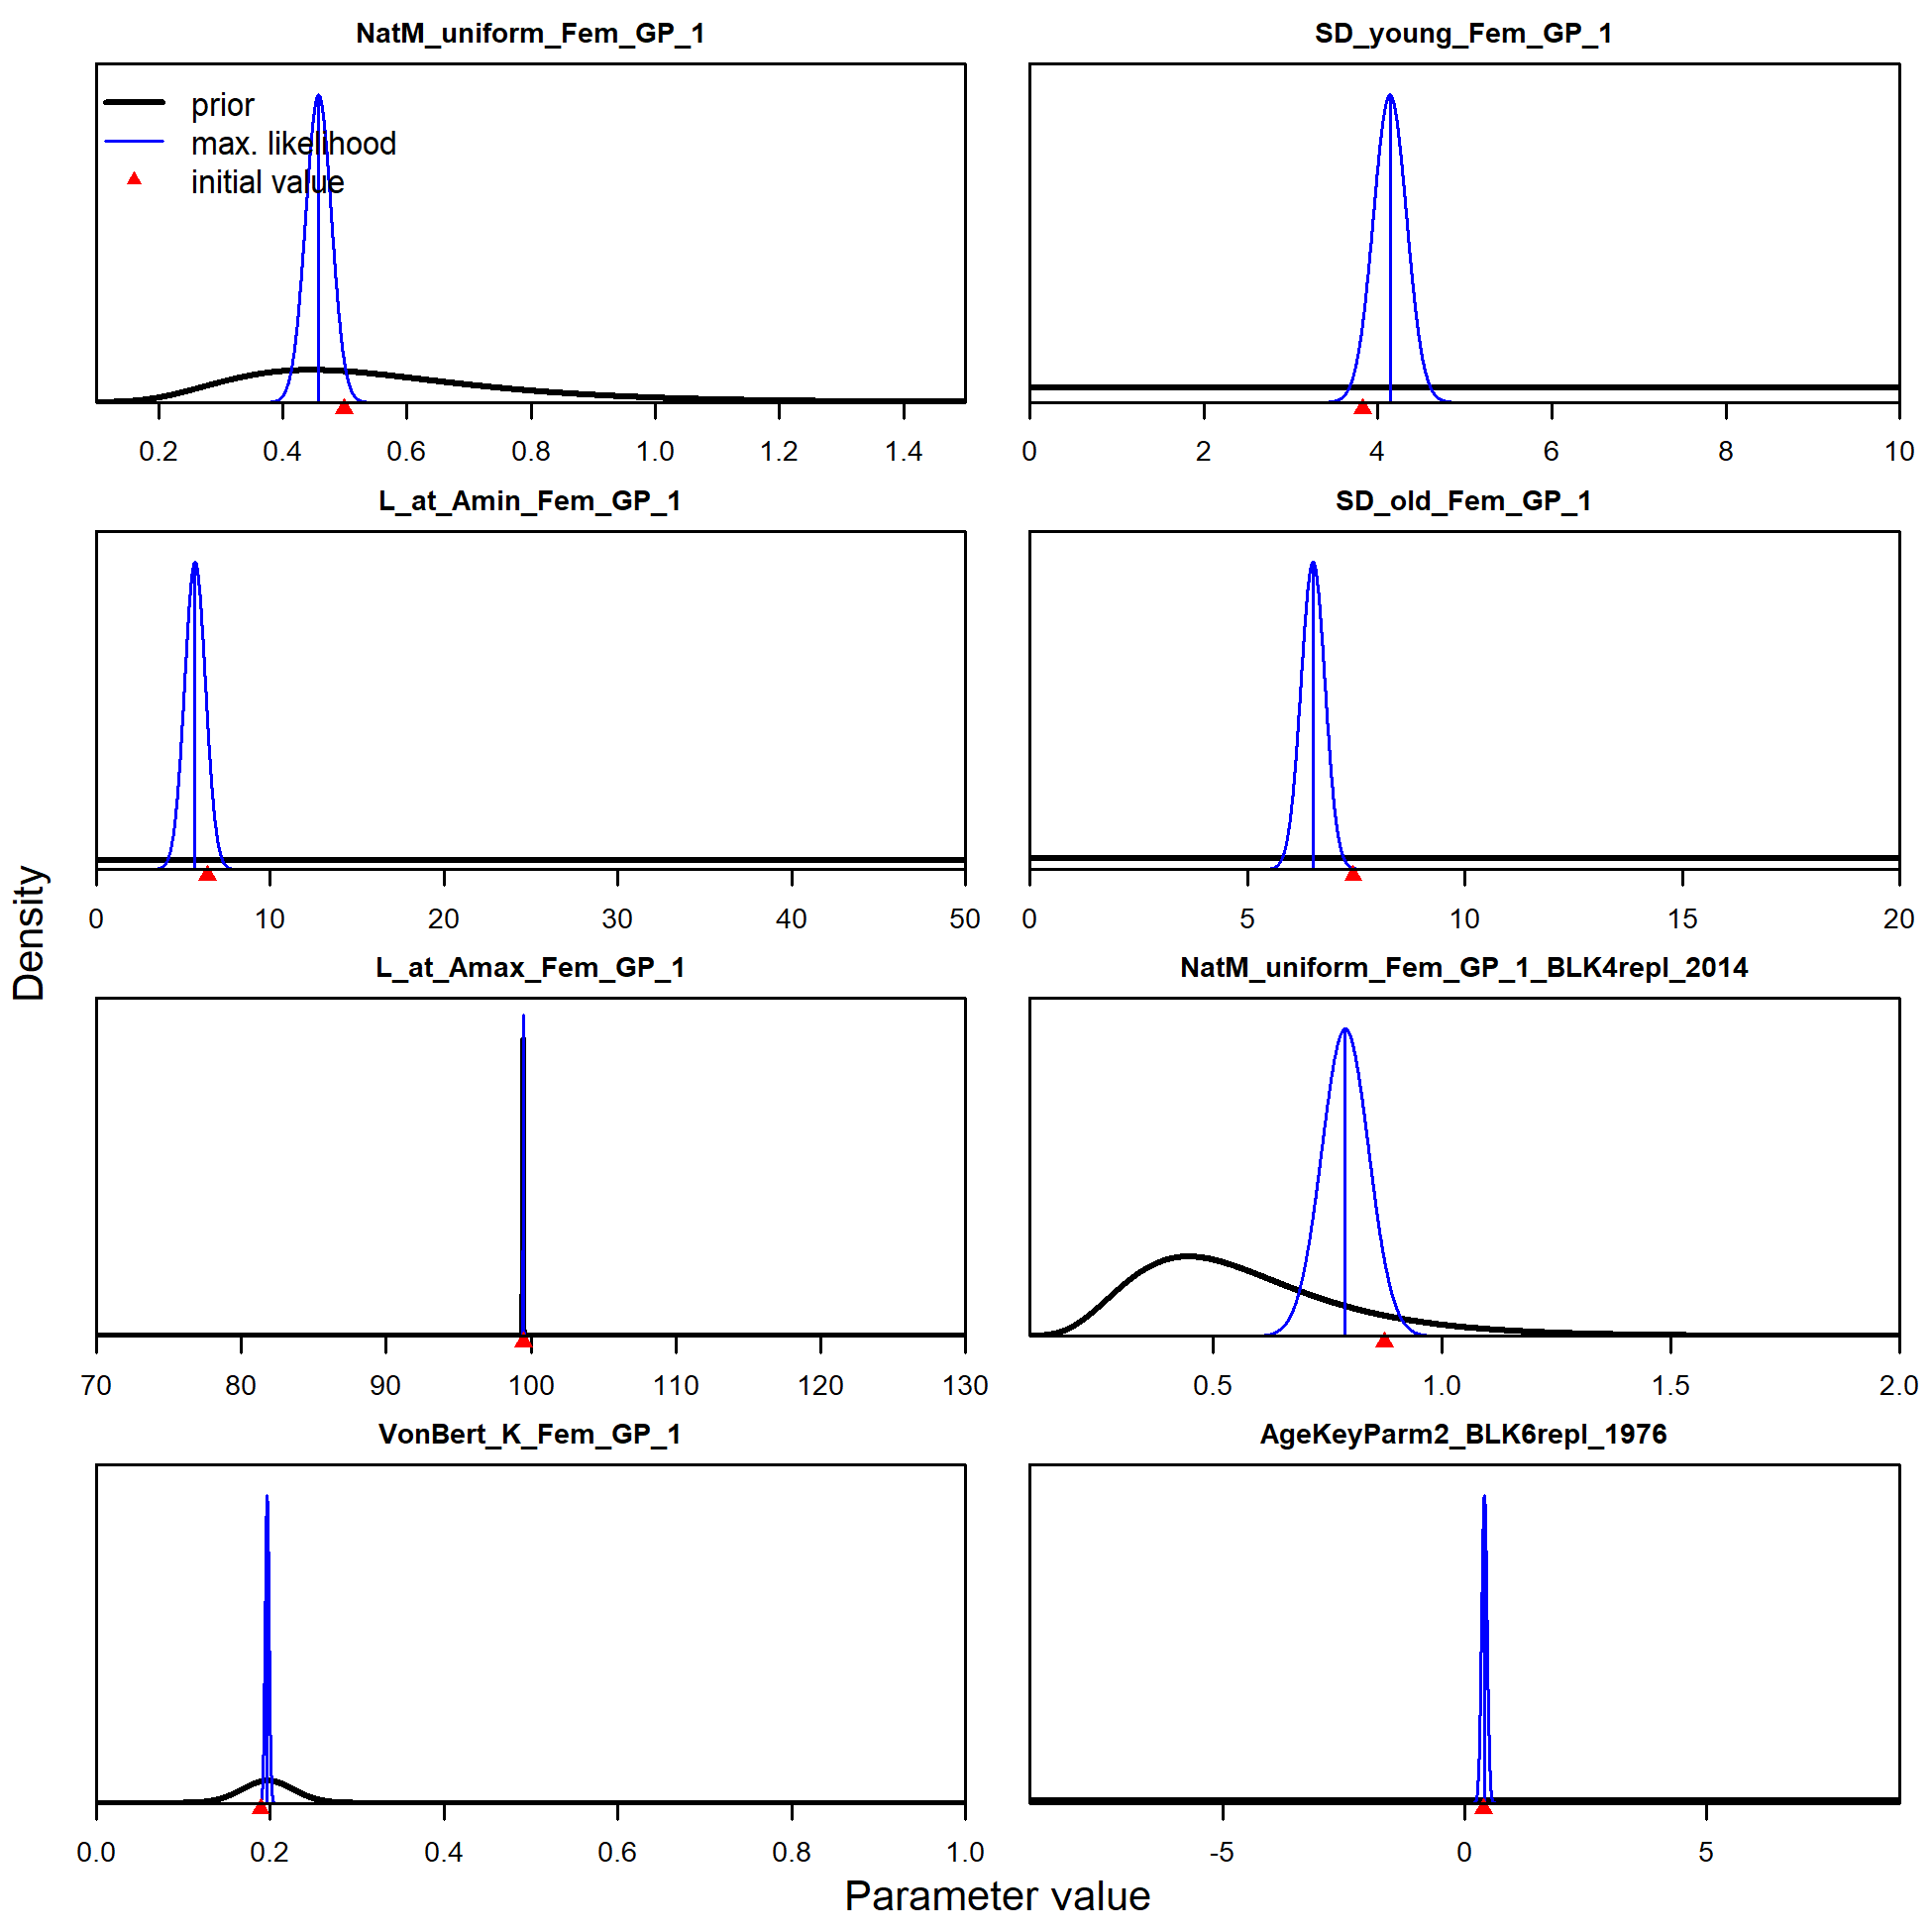 NatM_uniform_Fem_GP_1
prior
max. likelihood
initial value
0.2 0.4 0.6 0.8 1.0 1.2 1.4
SD_young_Fem_GP_1
0 2 4 6 8 10
L_at_Amin_Fem_GP_1
0 10 20 30 40 50
SD_old_Fem_GP_1
0 5 10 15 20
L_at_Amax_Fem_GP_1
70 80 90 100 110 120 130
NatM_uniform_Fem_GP_1_BLK4repl_2014
0.5 1.0 1.5 2.0
VonBert_K_Fem_GP_1
0.0 0.2 0.4 0.6 0.8 1.0
AgeKeyParm2_BLK6repl_1976
-5 0 5
Density
Parameter value